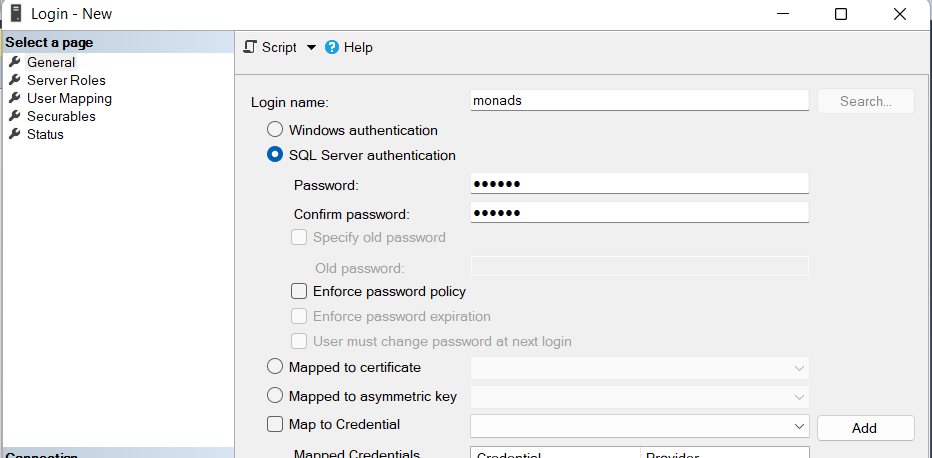 Login - New
Select a page
General
Server Roles
User Mapping
Securables
Status
Connection
Script Help
Login name: monads Search...
Windows authentication
SQL Server authentication
Password: ●●●●●●
Confirm password: ●●●●●●
Specify old password
Old password:
Enforce password policy
Enforce password expiration
User must change password at next login
Mapped to certificate
Mapped to asymmetric key
Map to Credential Add
Mapped Credentials Credential Provider